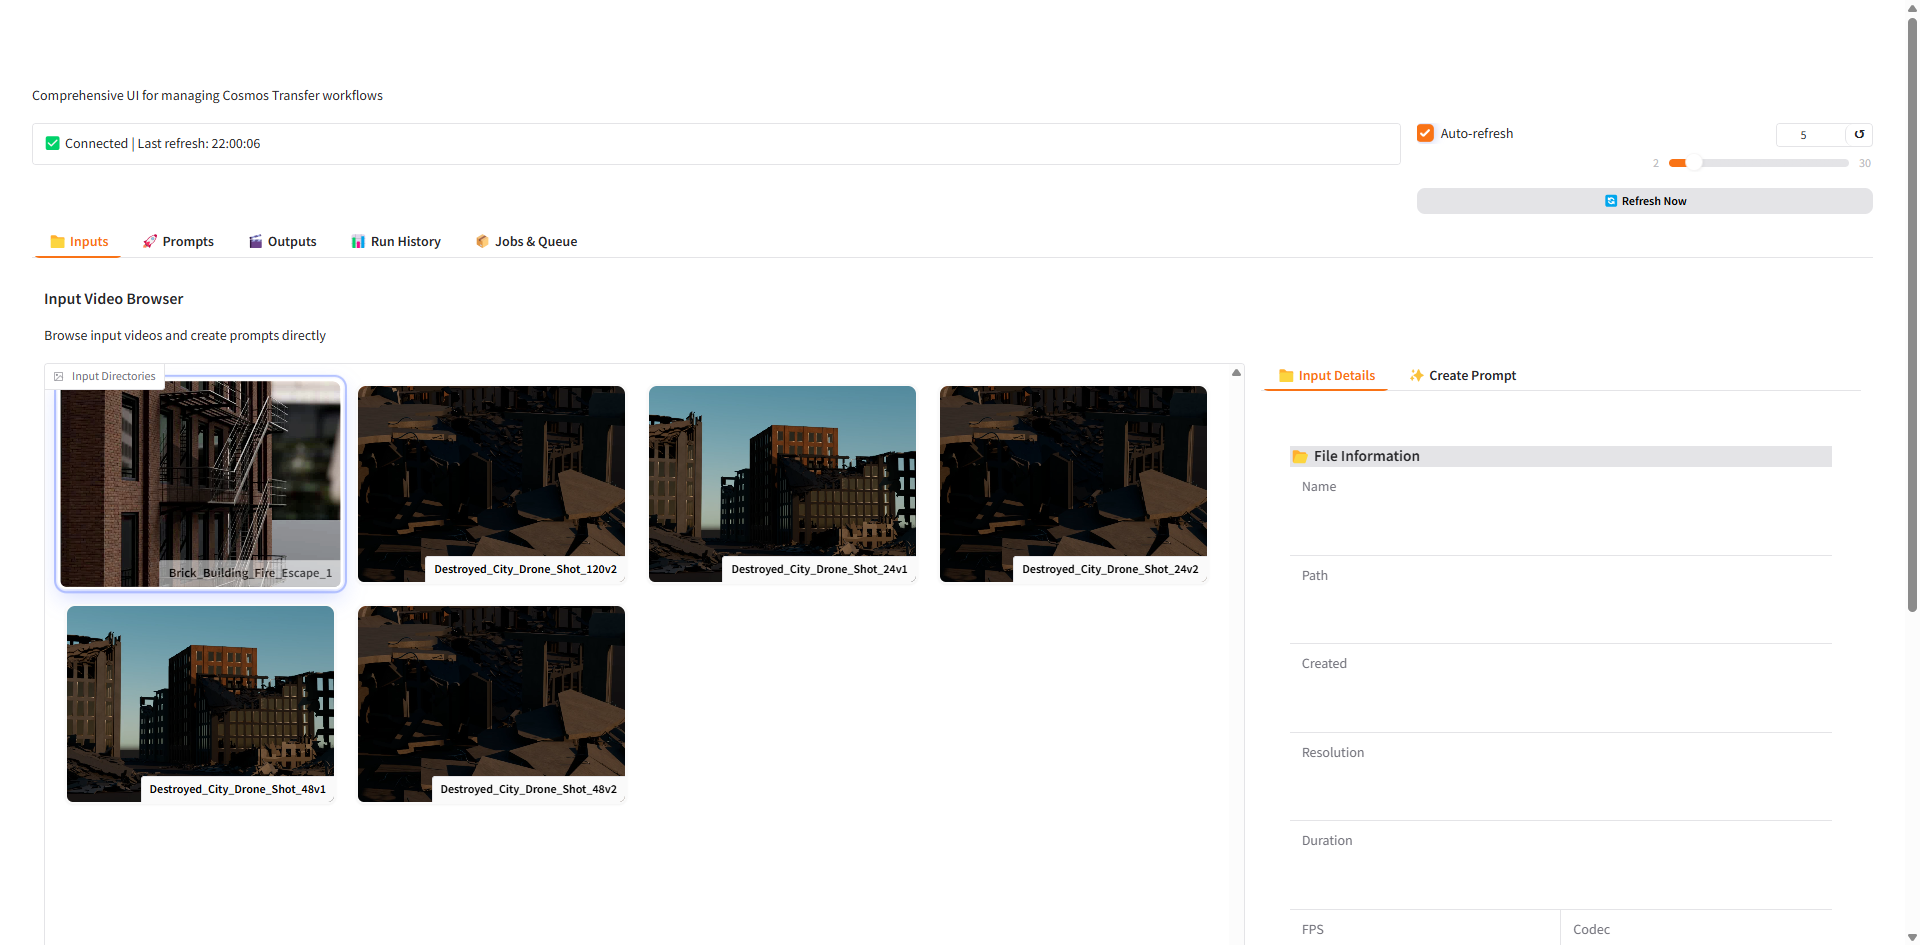 Comprehensive UI for managing Cosmos Transfer workflows
Connected | Last refresh: 22:00:06
Auto-refresh
5
2
30
Refresh Now
Inputs
Prompts
Outputs
Run History
Jobs & Queue
Input Video Browser
Browse input videos and create prompts directly
Input Directories
Brick_Building_Fire_Escape_1
Destroyed_City_Drone_Shot_120v2
Destroyed_City_Drone_Shot_24v1
Destroyed_City_Drone_Shot_24v2
Destroyed_City_Drone_Shot_48v1
Destroyed_City_Drone_Shot_48v2
Input Details
Create Prompt
File Information
Name
Path
Created
Resolution
Duration
FPS
Codec